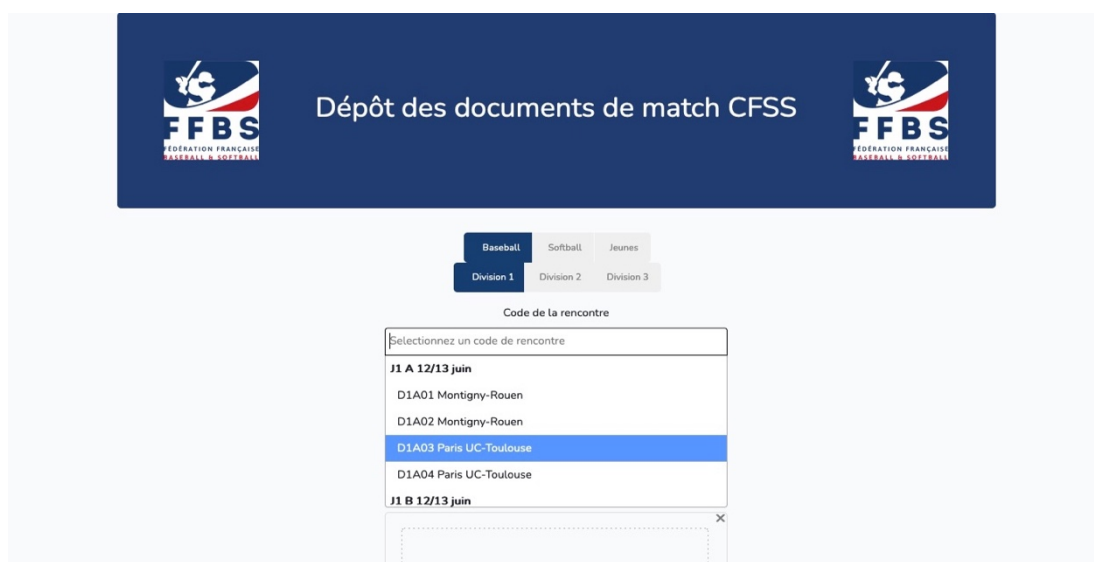 FFBS
FÉDÉRATION FRANÇAISE
BASEBALL & SOFTBALL
Dépôt des documents de match CFSS
FFBS
FÉDÉRATION FRANÇAISE
BASEBALL & SOFTBALL
Baseball Softball Jeunes
Division 1 Division 2 Division 3
Code de la rencontre
Selectionnez un code de rencontre
J1 A 12/13 juin
D1A01 Montigny-Rouen
D1A02 Montigny-Rouen
D1A03 Paris UC-Toulouse
D1A04 Paris UC-Toulouse
J1 B 12/13 juin